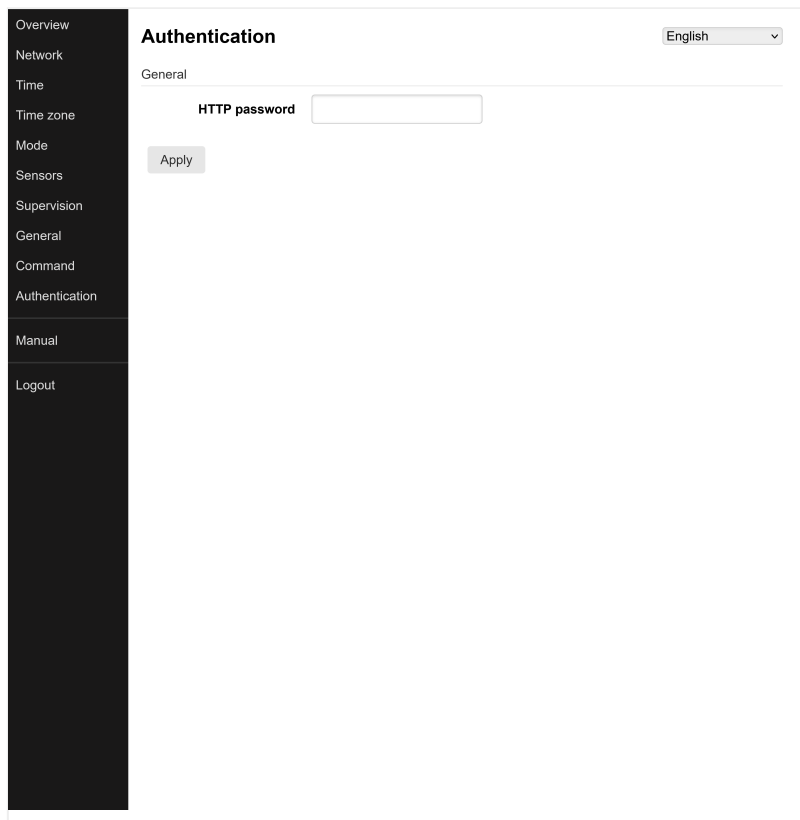 Overview
Network
Time
Time zone
Mode
Sensors
Supervision
General
Command
Authentication
Manual
Logout
Authentication
English
General
HTTP password
Apply